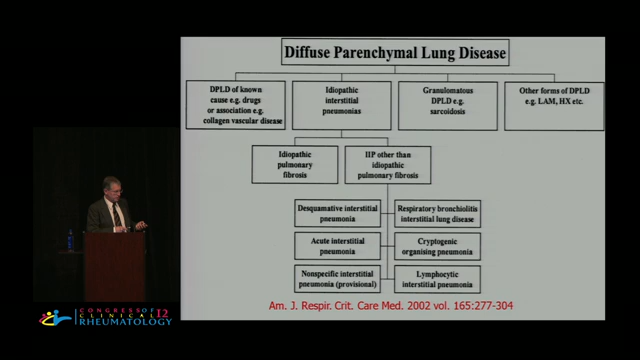 Diffuse Parenchymal Lung Disease
DPLD of known
cause e.g. drugs
or association e.g.
collagen vascular disease
Idiopathic
interstitial
pneumonias
Granulomatous
DPLD e.g.
sarcoidosis
Other forms of DPLD
e.g. LAM, HX etc.
Idiopathic
pulmonary
fibrosis
IIP other than
idiopathic
pulmonary fibrosis
Desquamative interstitial
pneumonia
Respiratory bronchiolitis
interstitial lung disease
Acute interstitial
pneumonia
Cryptogenic
organising pneumonia
Nonspecific interstitial
pneumonia (provisional)
Lymphocytic
interstitial pneumonia
Am. J. Respir. Crit. Care Med. 2002 vol. 165:277-304
CONGRESS OF 12
CLINICAL
RHEUMATOLOGY